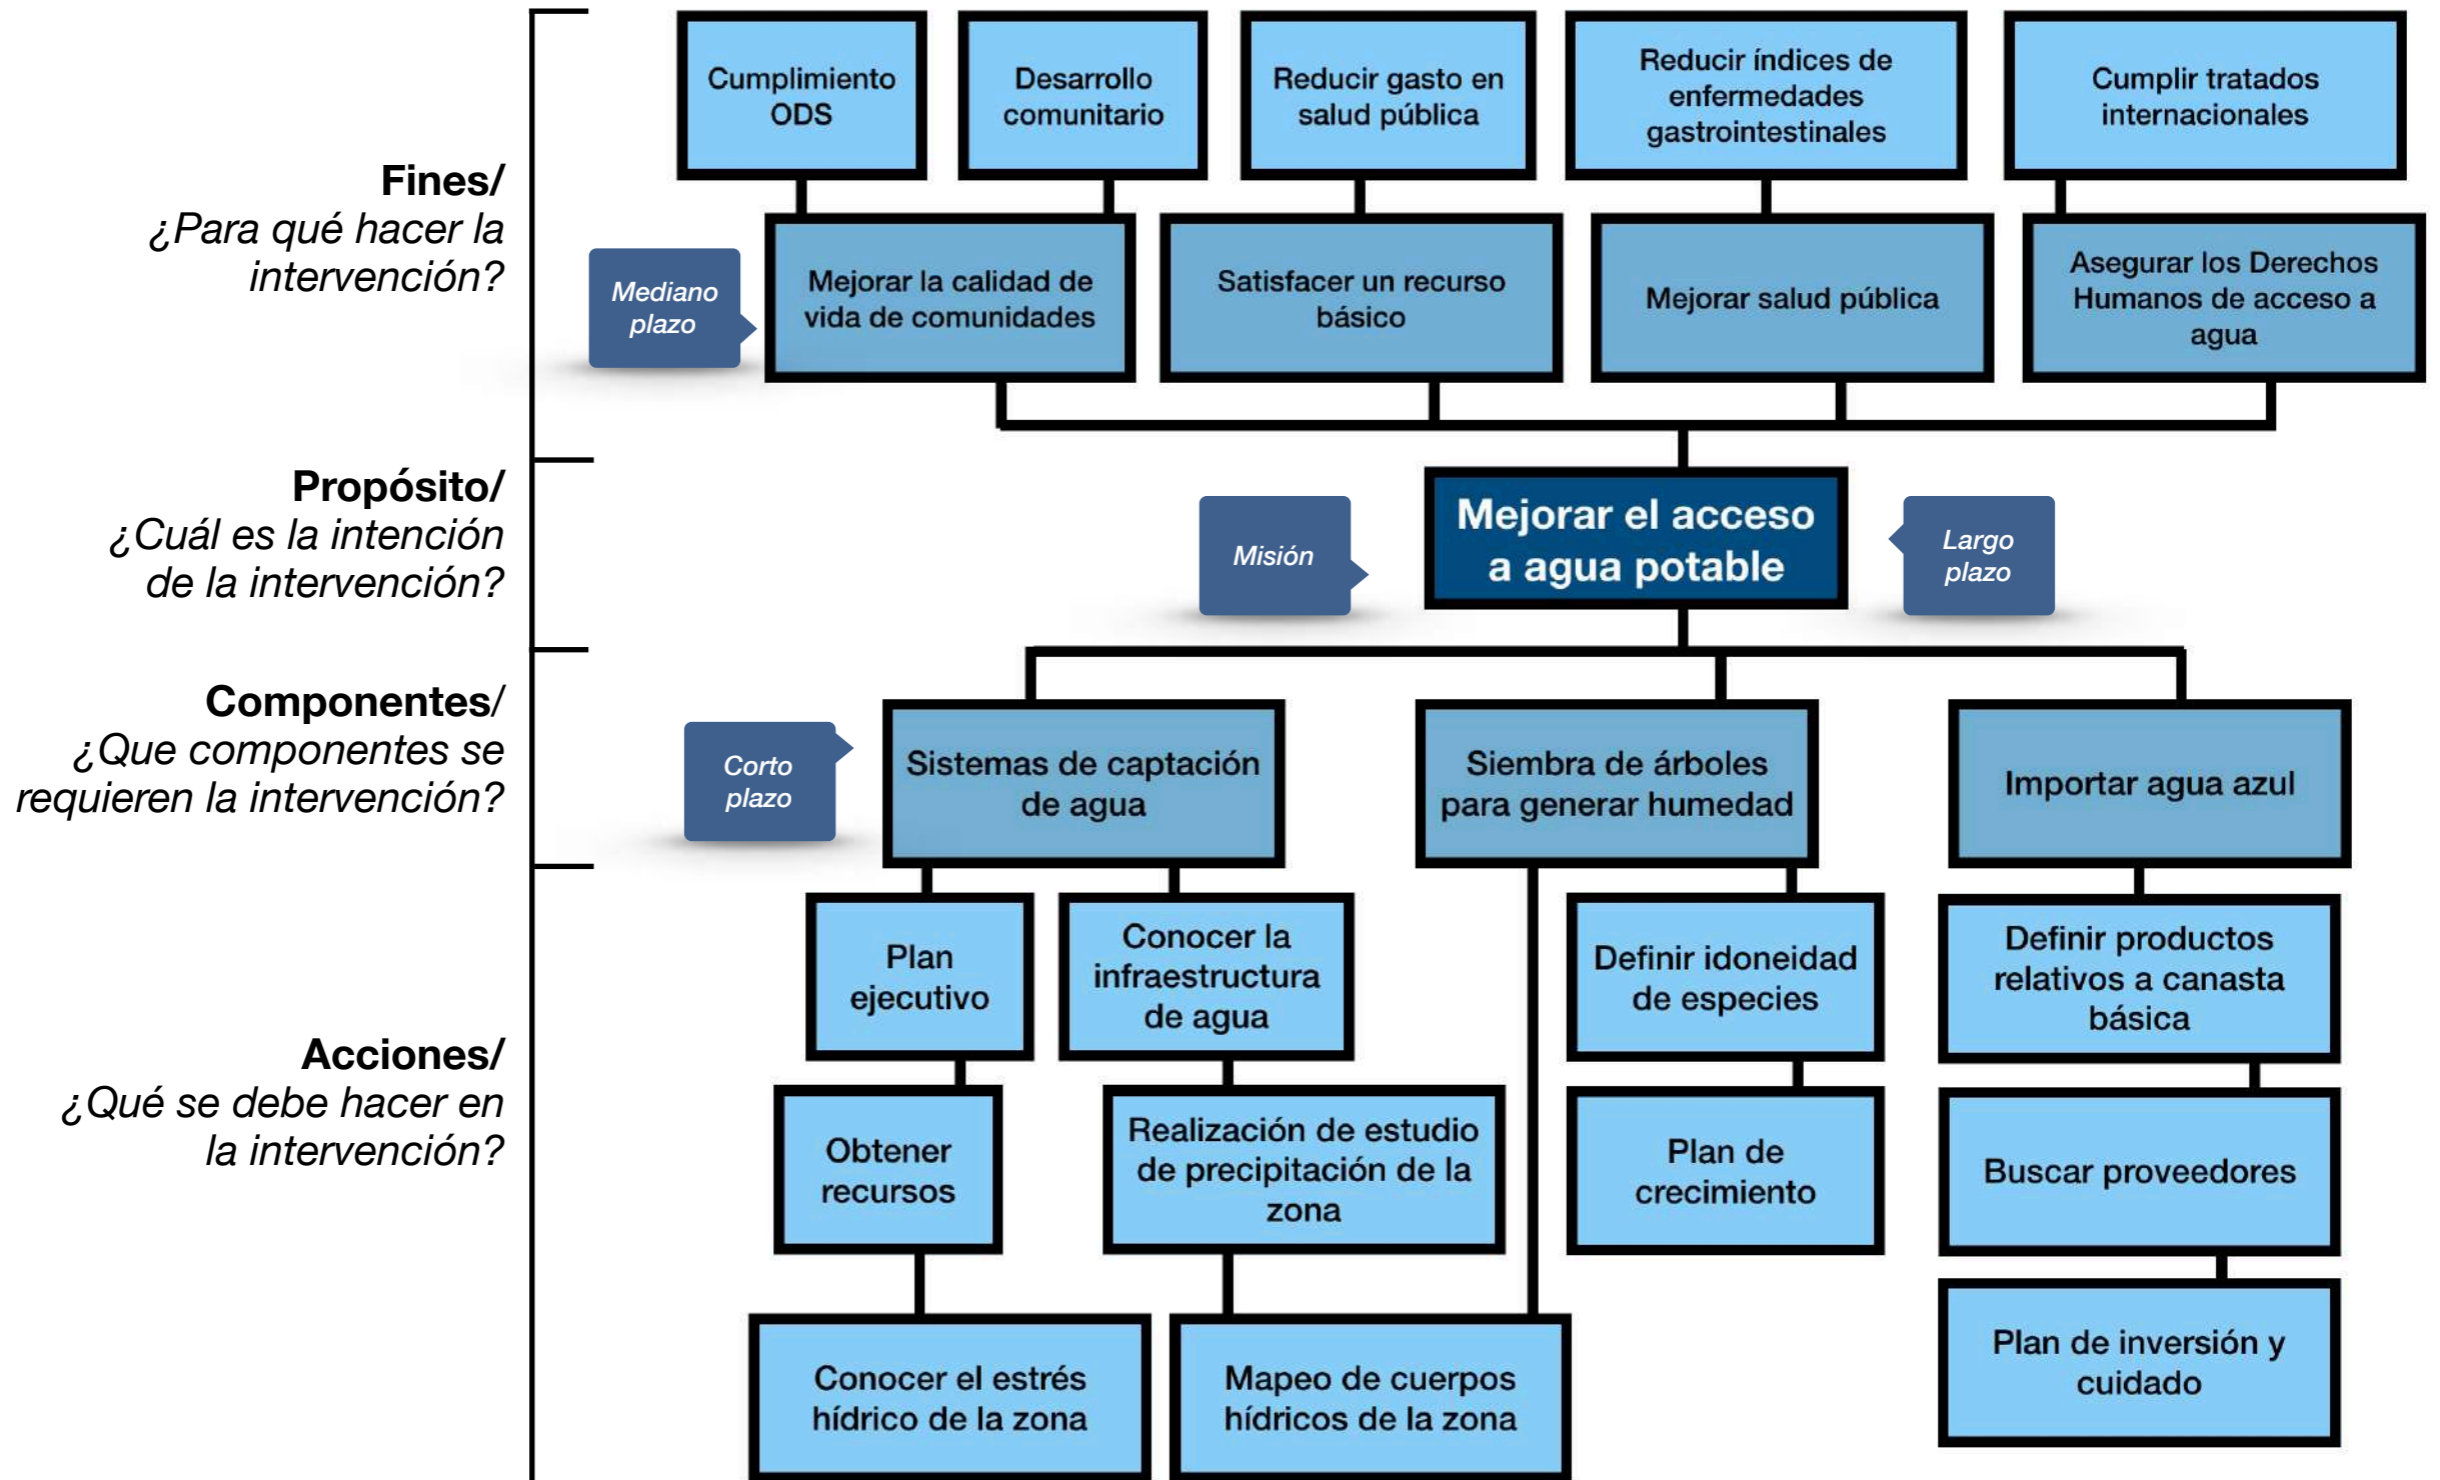 Cumplimiento
ODS
Desarrollo
comunitario
Reducir gasto en
salud pública
Reducir índices de
enfermedades
gastrointestinales
Cumplir tratados
internacionales
Fines/
¿Para qué hacer la
intervención?
Mediano
plazo
Mejorar la calidad de
vida de comunidades
Satisfacer un recurso
básico
Mejorar salud pública
Asegurar los Derechos
Humanos de acceso a
agua
Propósito/
¿Cuál es la intención
de la intervención?
Misión
Mejorar el acceso
a agua potable
Largo
plazo
Componentes/
¿Que componentes se
requieren la intervención?
Corto
plazo
Sistemas de captación
de agua
Siembra de árboles
para generar humedad
Importar agua azul
Acciones/
¿Qué se debe hacer en
la intervención?
Plan
ejecutivo
Conocer la
infraestructura
de agua
Definir idoneidad
de especies
Definir productos
relativos a canasta
básica
Obtener
recursos
Realización de estudio
de precipitación de la
zona
Plan de
crecimiento
Buscar proveedores
Conocer el estrés
hídrico de la zona
Mapeo de cuerpos
hídricos de la zona
Plan de inversión y
cuidado